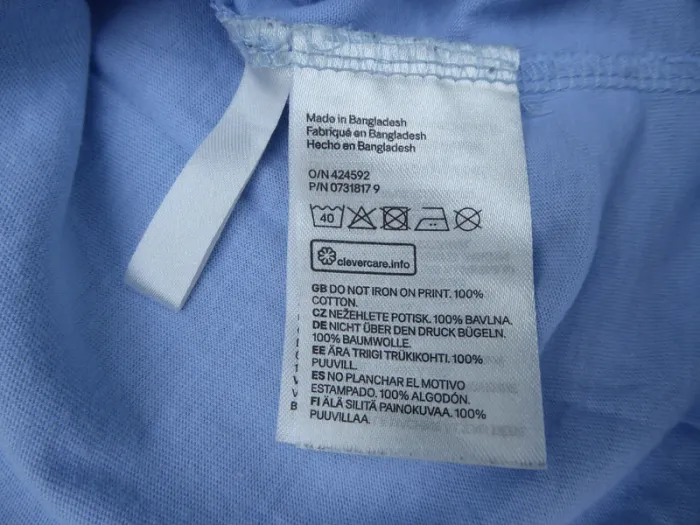 Made in Bangladesh
Fabriqué en Bangladesh
Hecho en Bangladesh
O/N 424592
P/N 0731817 9
40
clevercare.info
GB DO NOT IRON ON PRINT. 100%
COTTON.
CZ NEŽEHLETE POTISK. 100% BAVLNA.
DE NICHT ÜBER DEN DRUCK BÜGELN.
100% BAUMWOLLE.
EE ÄRA TRIIGI TRÜKIKOHTI. 100%
PUUVILL.
ES NO PLANCHAR EL MOTIVO
ESTAMPADO. 100% ALGODÓN.
FI ÄLÄ SILITÄ PAINOKUVAA. 100%
PUUVILLAA.